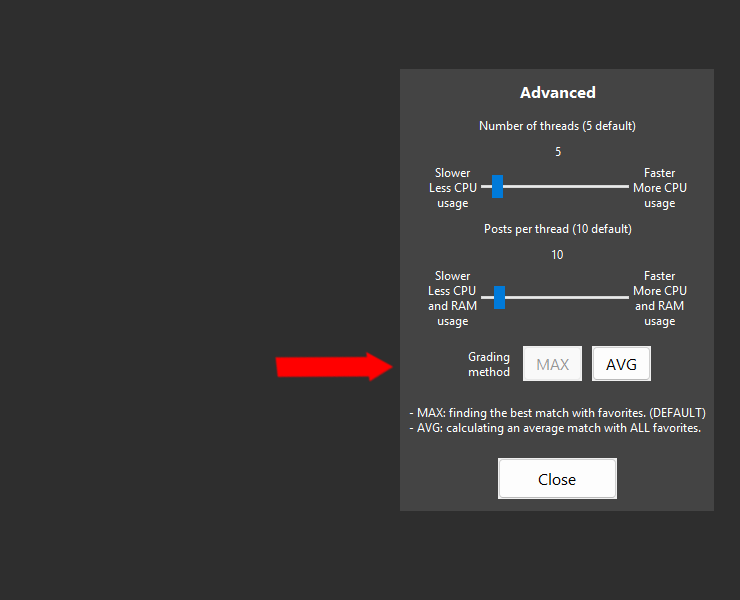 Advanced
Number of threads (5 default)
5
Slower
Less CPU
usage
Faster
More CPU
usage
Posts per thread (10 default)
10
Slower
Less CPU
and RAM
usage
Faster
More CPU
and RAM
usage
Grading
method
MAX
AVG
- MAX: finding the best match with favorites. (DEFAULT)
- AVG: calculating an average match with ALL favorites.
Close